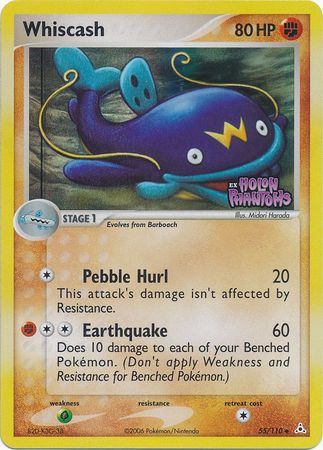 Whiscash 80 HP
EX
HOLON
PHANTOMS
Illus. Midori Harada
STAGE 1
Evolves from Barboach
Pebble Hurl 20
This attack's damage isn't affected by
Resistance.
Earthquake 60
Does 10 damage to each of your Benched
Pokémon. (Don't apply Weakness and
Resistance for Benched Pokémon.)
weakness resistance retreat cost
©2006 Pokémon/Nintendo
55/110